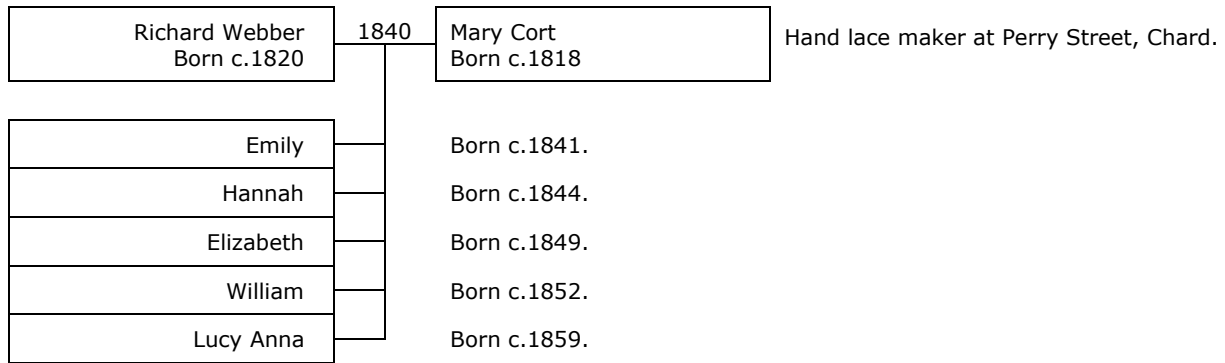 Richard Webber
Born c.1820
1840
Mary Cort
Born c.1818
Hand lace maker at Perry Street, Chard.
Emily
Born c.1841.
Hannah
Born c.1844.
Elizabeth
Born c.1849.
William
Born c.1852.
Lucy Anna
Born c.1859.